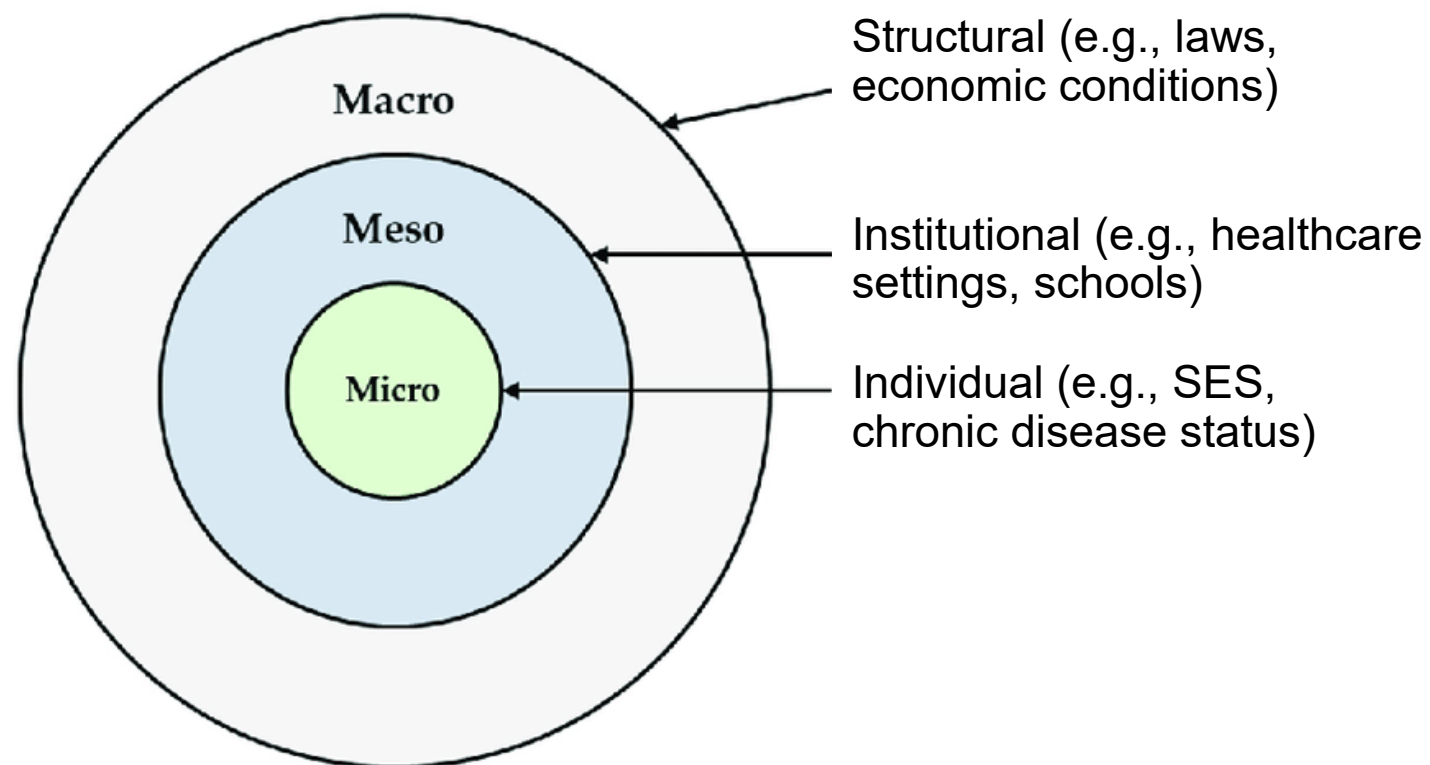 Macro
Meso
Micro
Structural (e.g., laws,
economic conditions)
Institutional (e.g., healthcare
settings, schools)
Individual (e.g., SES,
chronic disease status)